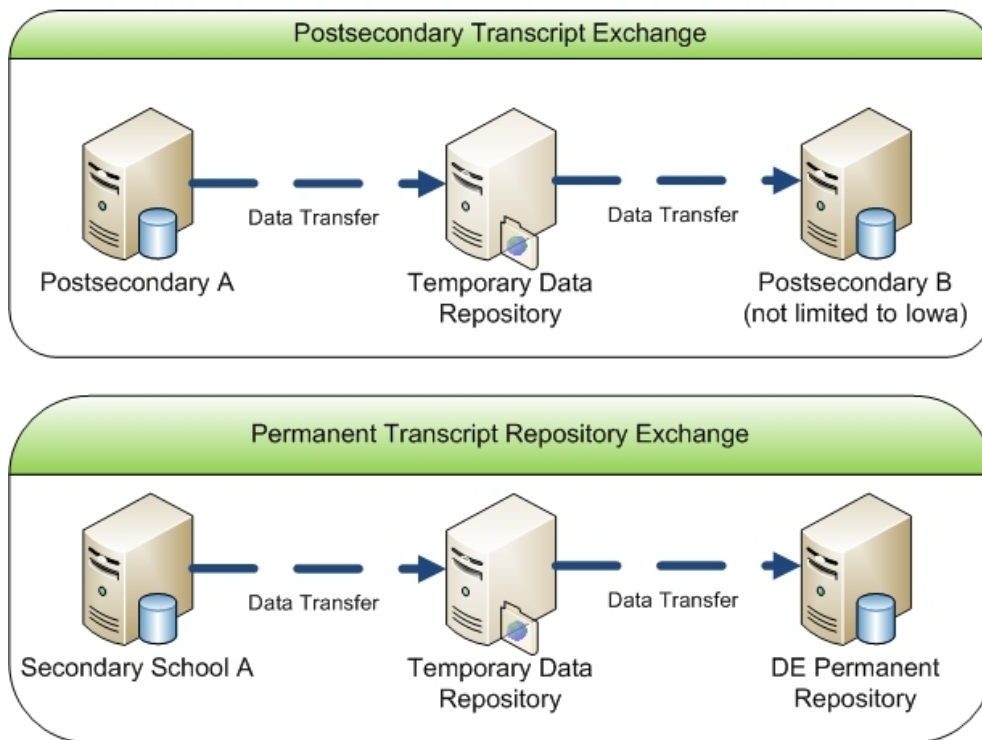 Postsecondary Transcript Exchange
Data Transfer
Data Transfer
Postsecondary A
Temporary Data
Repository
Postsecondary B
(not limited to Iowa)
Permanent Transcript Repository Exchange
Data Transfer
Data Transfer
Secondary School A
Temporary Data
Repository
DE Permanent
Repository